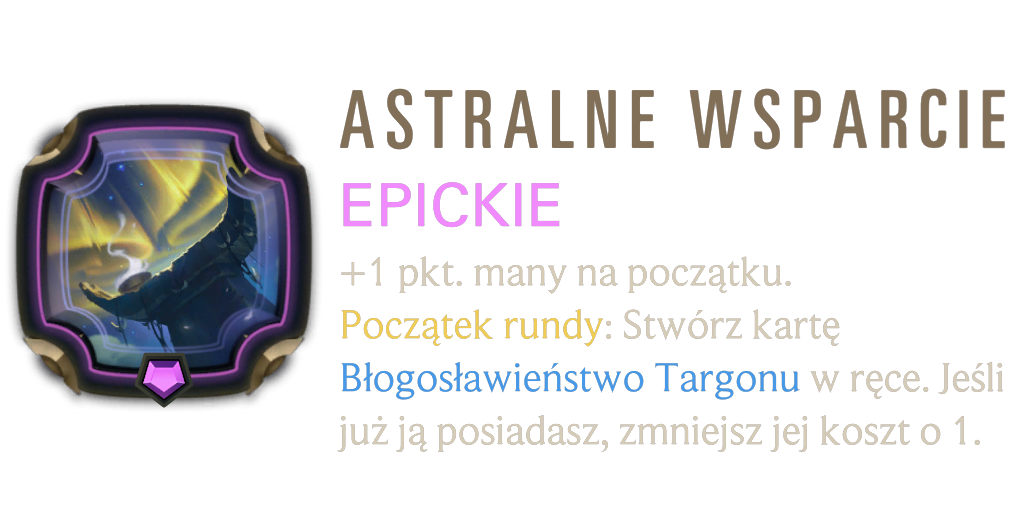 ASTRALNE WSPARCIE
EPICKIE
+1 pkt. many na początku.
Początek rundy: Stwórz kartę
Błogosławieństwo Targonu w ręce. Jeśli
już ją posiadasz, zmniejsz jej koszt o 1.